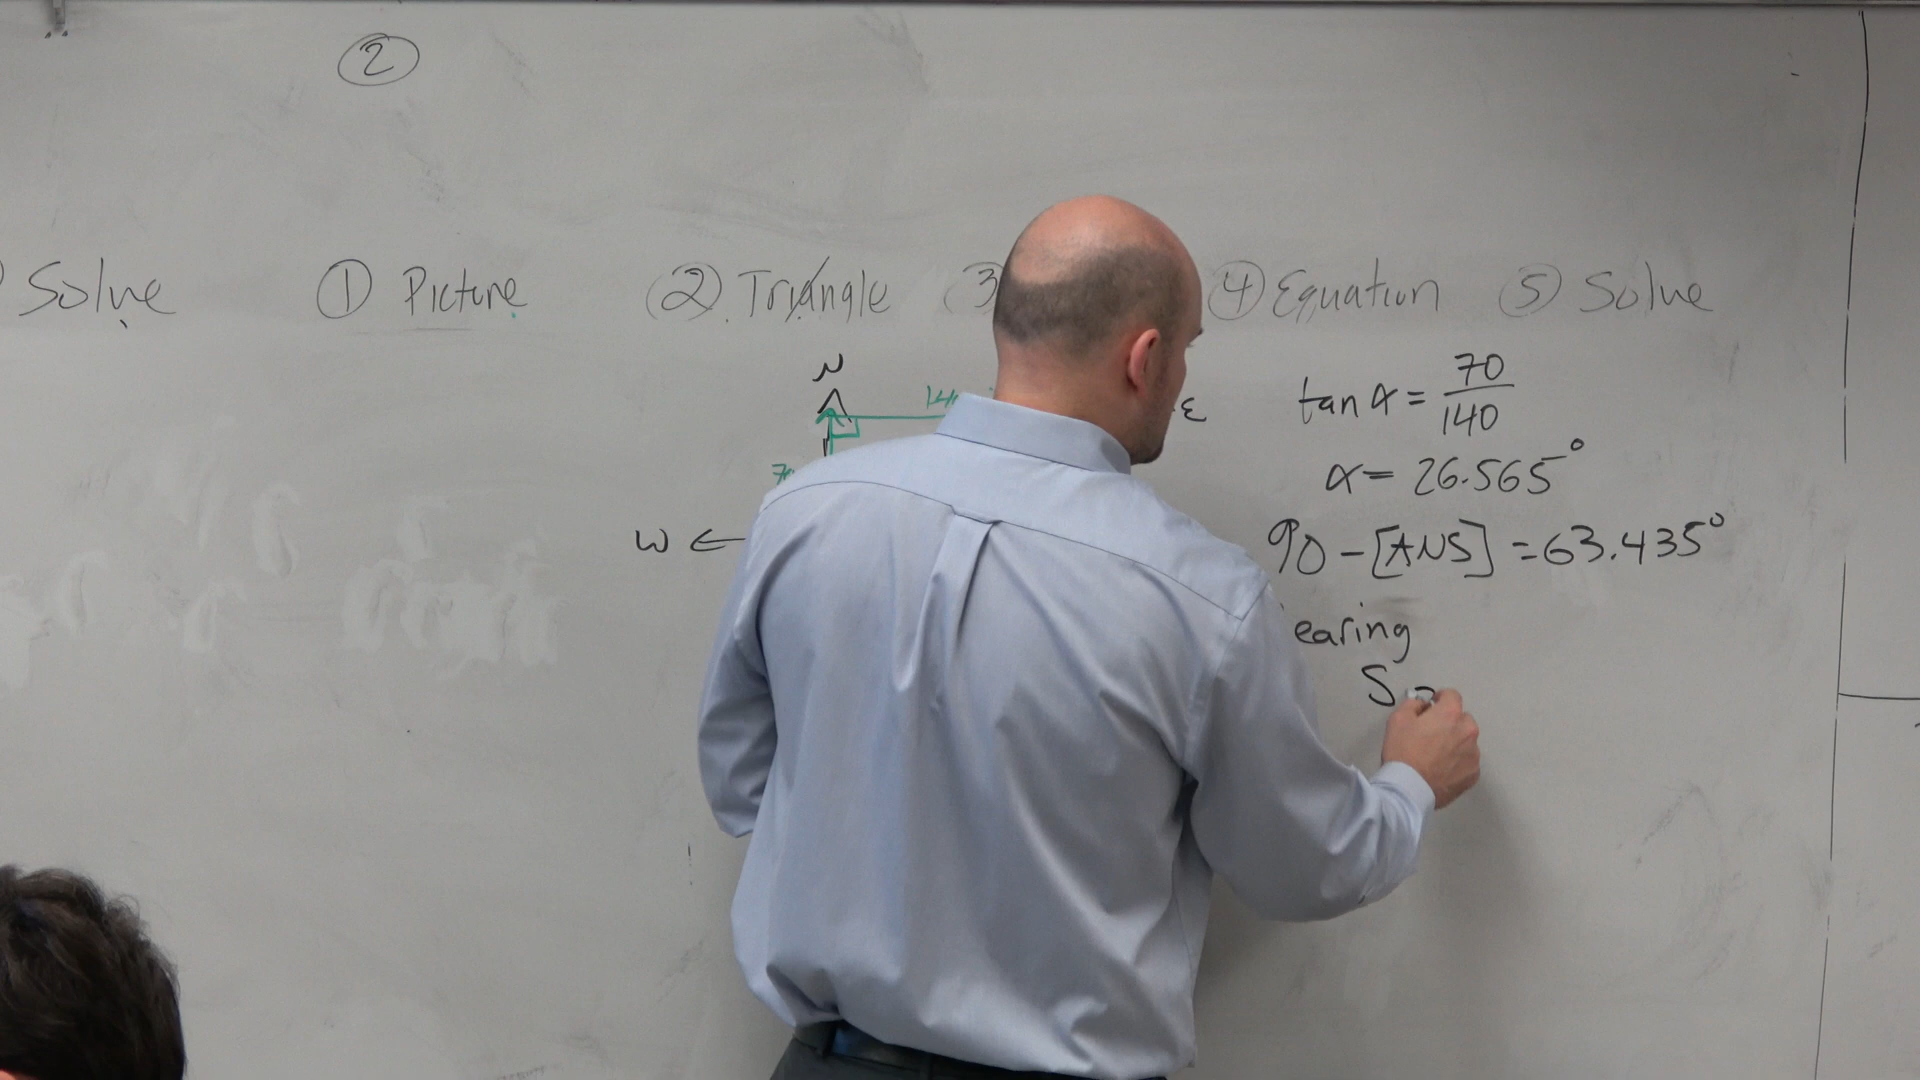 ②
Solve ① Picture ② Triangle ③ ④ Equation ⑤ Solve
N
E
W
tan α = 70/140
α = 26.565°
90 - [ANS] = 63.435°
earing
S